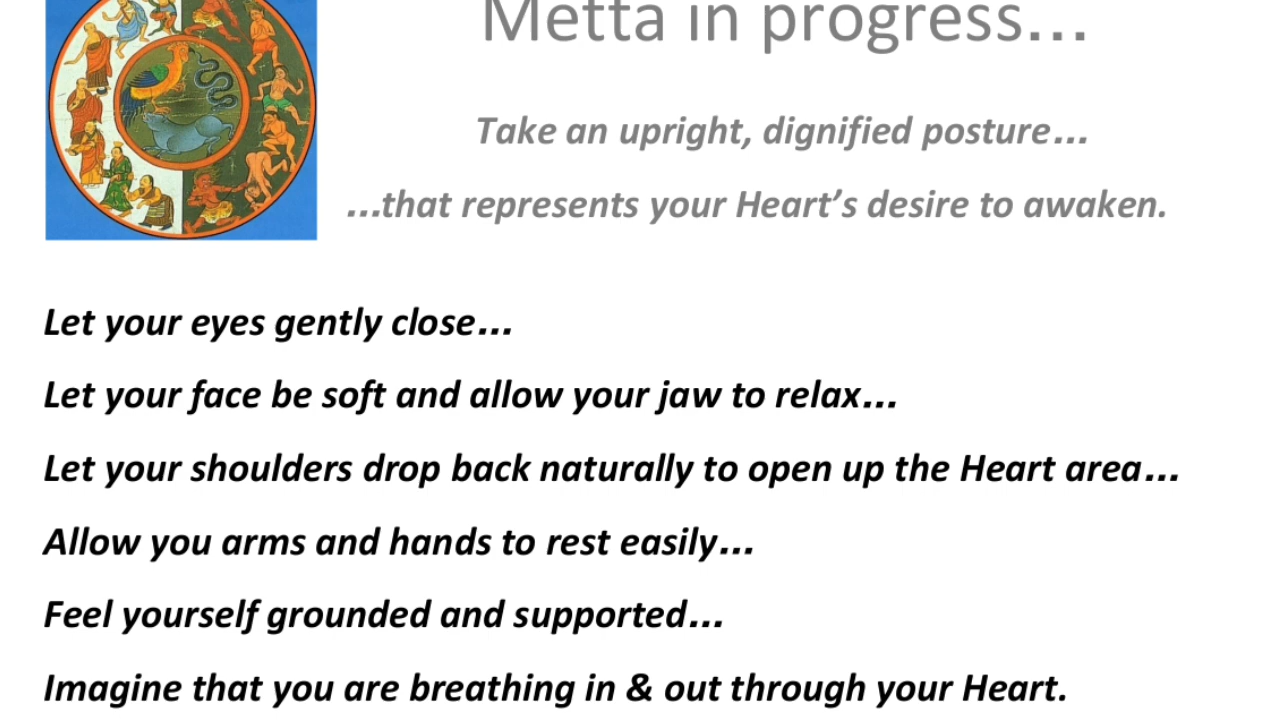 Metta in progress...
Take an upright, dignified posture...
...that represents your Heart's desire to awaken.
Let your eyes gently close...
Let your face be soft and allow your jaw to relax...
Let your shoulders drop back naturally to open up the Heart area...
Allow you arms and hands to rest easily...
Feel yourself grounded and supported...
Imagine that you are breathing in & out through your Heart.